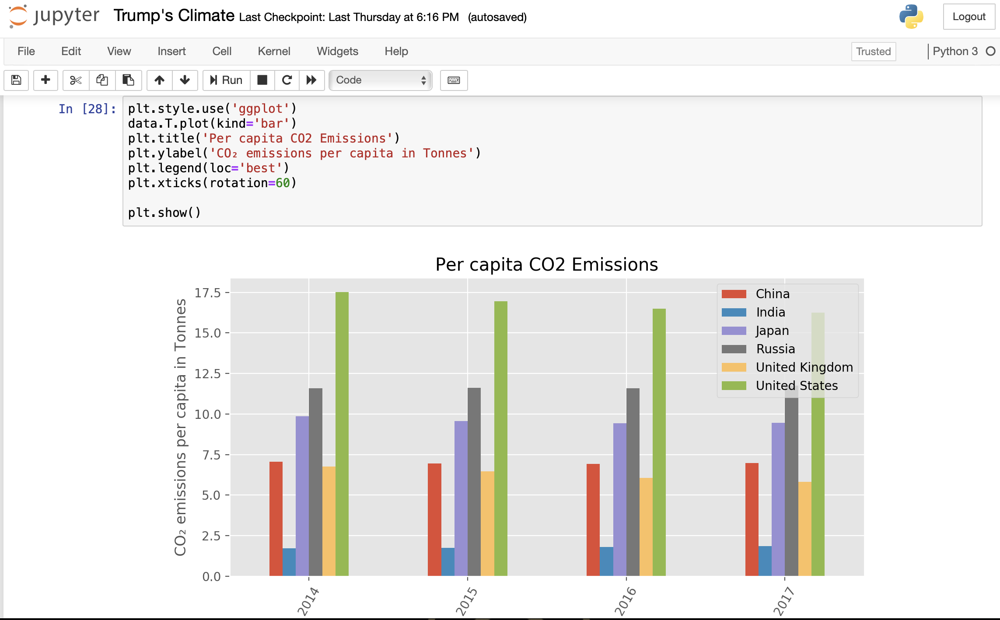 jupyter Trump's Climate Last Checkpoint: Last Thursday at 6:16 PM (autosaved)
Logout
File Edit View Insert Cell Kernel Widgets Help
Trusted
Python 3
Run
Code
In [28]:
plt.style.use('ggplot')
data.T.plot(kind='bar')
plt.title('Per capita CO2 Emissions')
plt.ylabel('CO₂ emissions per capita in Tonnes')
plt.legend(loc='best')
plt.xticks(rotation=60)
plt.show()
Per capita CO2 Emissions
CO₂ emissions per capita in Tonnes
17.5
15.0
12.5
10.0
7.5
5.0
2.5
0.0
China
India
Japan
Russia
United Kingdom
United States
2014
2015
2016
2017